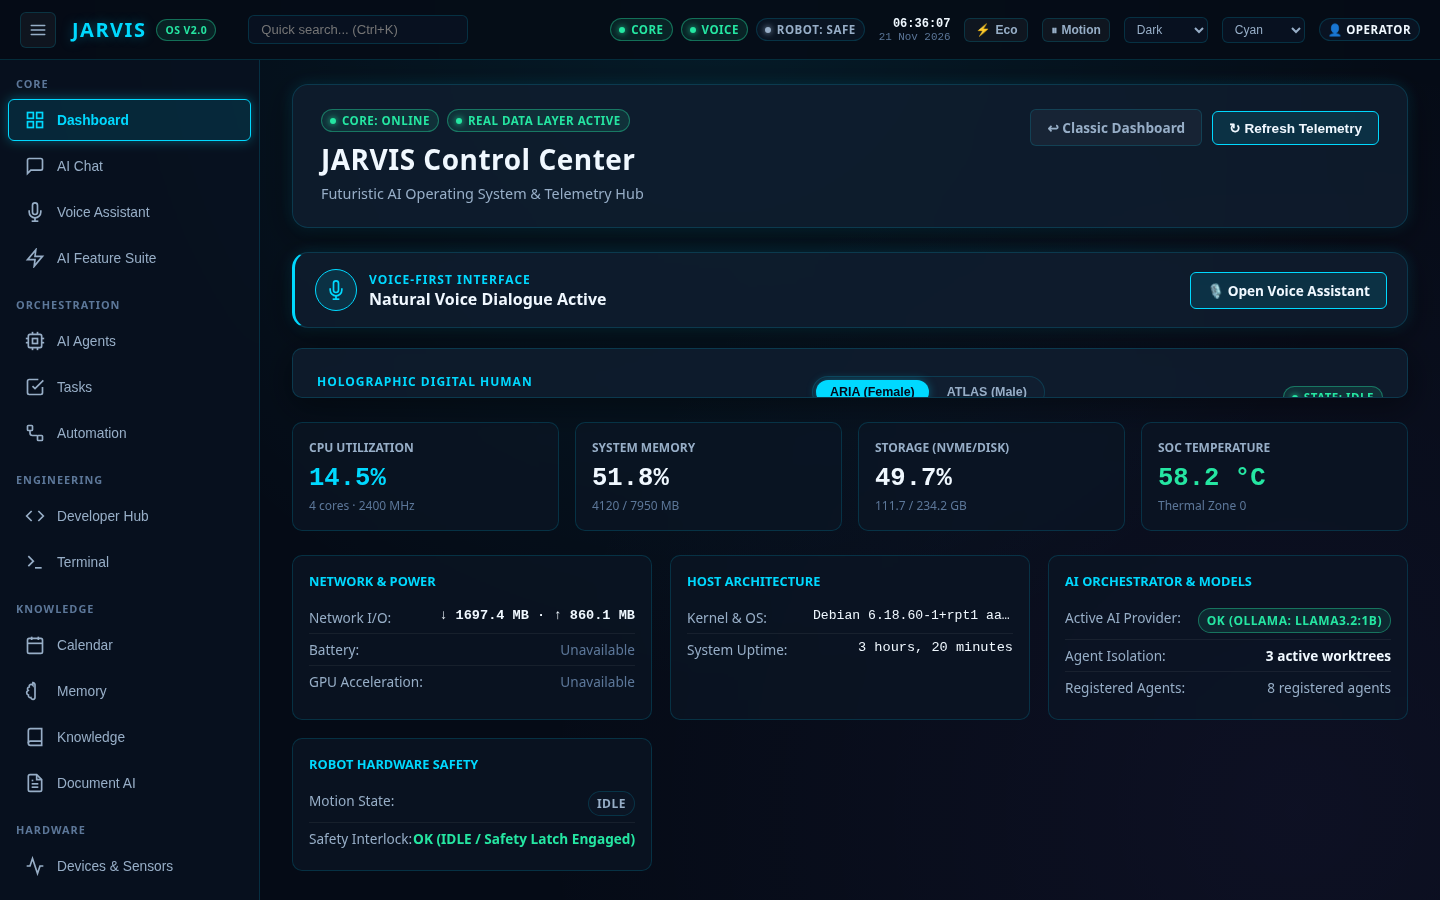 JARVIS
OS V2.0
Quick search... (Ctrl+K)
CORE
VOICE
ROBOT: SAFE
06:36:07
21 Nov 2026
⚡ Eco
Motion
Dark
Cyan
OPERATOR
CORE
Dashboard
AI Chat
Voice Assistant
AI Feature Suite
ORCHESTRATION
AI Agents
Tasks
Automation
ENGINEERING
Developer Hub
Terminal
KNOWLEDGE
Calendar
Memory
Knowledge
Document AI
HARDWARE
Devices & Sensors
CORE: ONLINE
REAL DATA LAYER ACTIVE
JARVIS Control Center
Futuristic AI Operating System & Telemetry Hub
↩ Classic Dashboard
↻ Refresh Telemetry
VOICE-FIRST INTERFACE
Natural Voice Dialogue Active
Open Voice Assistant
HOLOGRAPHIC DIGITAL HUMAN
ARIA (Female)
ATLAS (Male)
STATE: IDLE
CPU UTILIZATION
14.5%
4 cores · 2400 MHz
SYSTEM MEMORY
51.8%
4120 / 7950 MB
STORAGE (NVME/DISK)
49.7%
111.7 / 234.2 GB
SOC TEMPERATURE
58.2 °C
Thermal Zone 0
NETWORK & POWER
Network I/O: ↓ 1697.4 MB · ↑ 860.1 MB
Battery: Unavailable
GPU Acceleration: Unavailable
HOST ARCHITECTURE
Kernel & OS: Debian 6.18.60-1+rpt1 aa…
System Uptime: 3 hours, 20 minutes
AI ORCHESTRATOR & MODELS
Active AI Provider: OK (OLLAMA: LLAMA3.2:1B)
Agent Isolation: 3 active worktrees
Registered Agents: 8 registered agents
ROBOT HARDWARE SAFETY
Motion State: IDLE
Safety Interlock: OK (IDLE / Safety Latch Engaged)